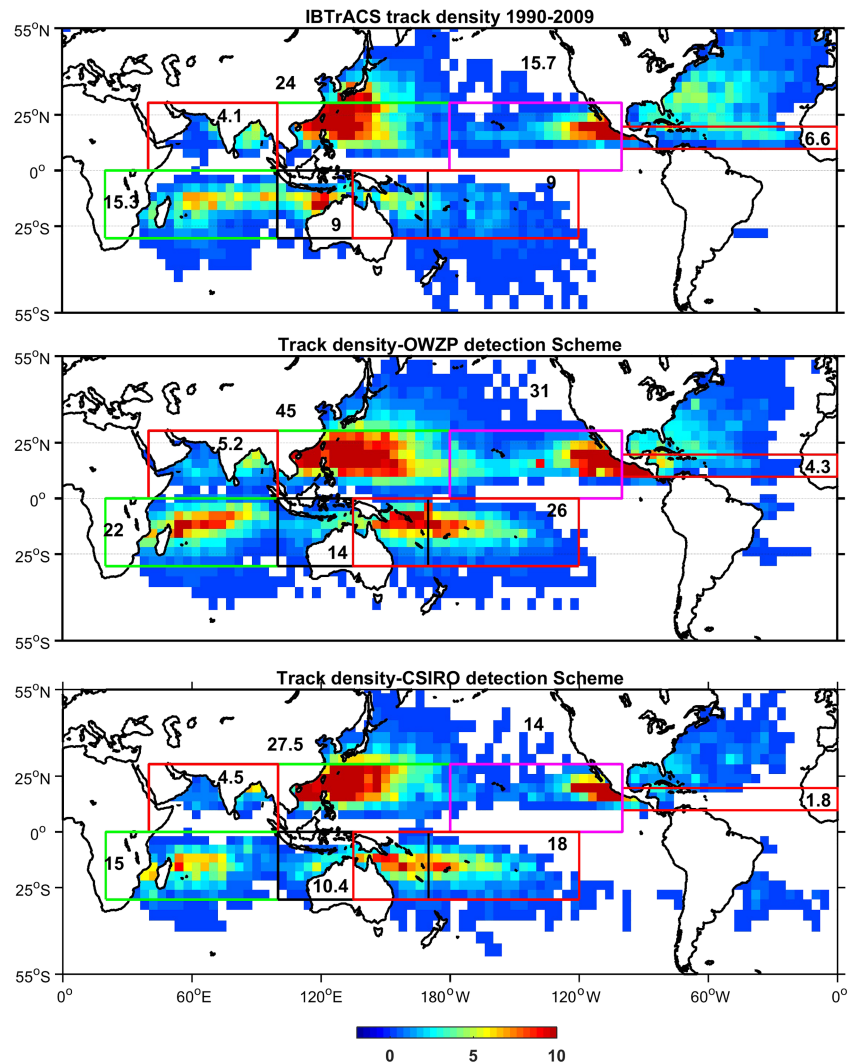 IBTrACS track density 1990-2009
55°N
15.7
24
4.1
25°N
6.6
0°
15.3
9
9
25°S
55°S
Track density-OWZP detection Scheme
55°N
31
45
5.2
25°N
4.3
0°
22
26
14
25°S
55°S
Track density-CSIRO detection Scheme
55°N
14
27.5
4.5
25°N
1.8
0°
15
18
10.4
25°S
55°S
0° 60°E 120°E 180°W 120°W 60°W 0°
0 5 10